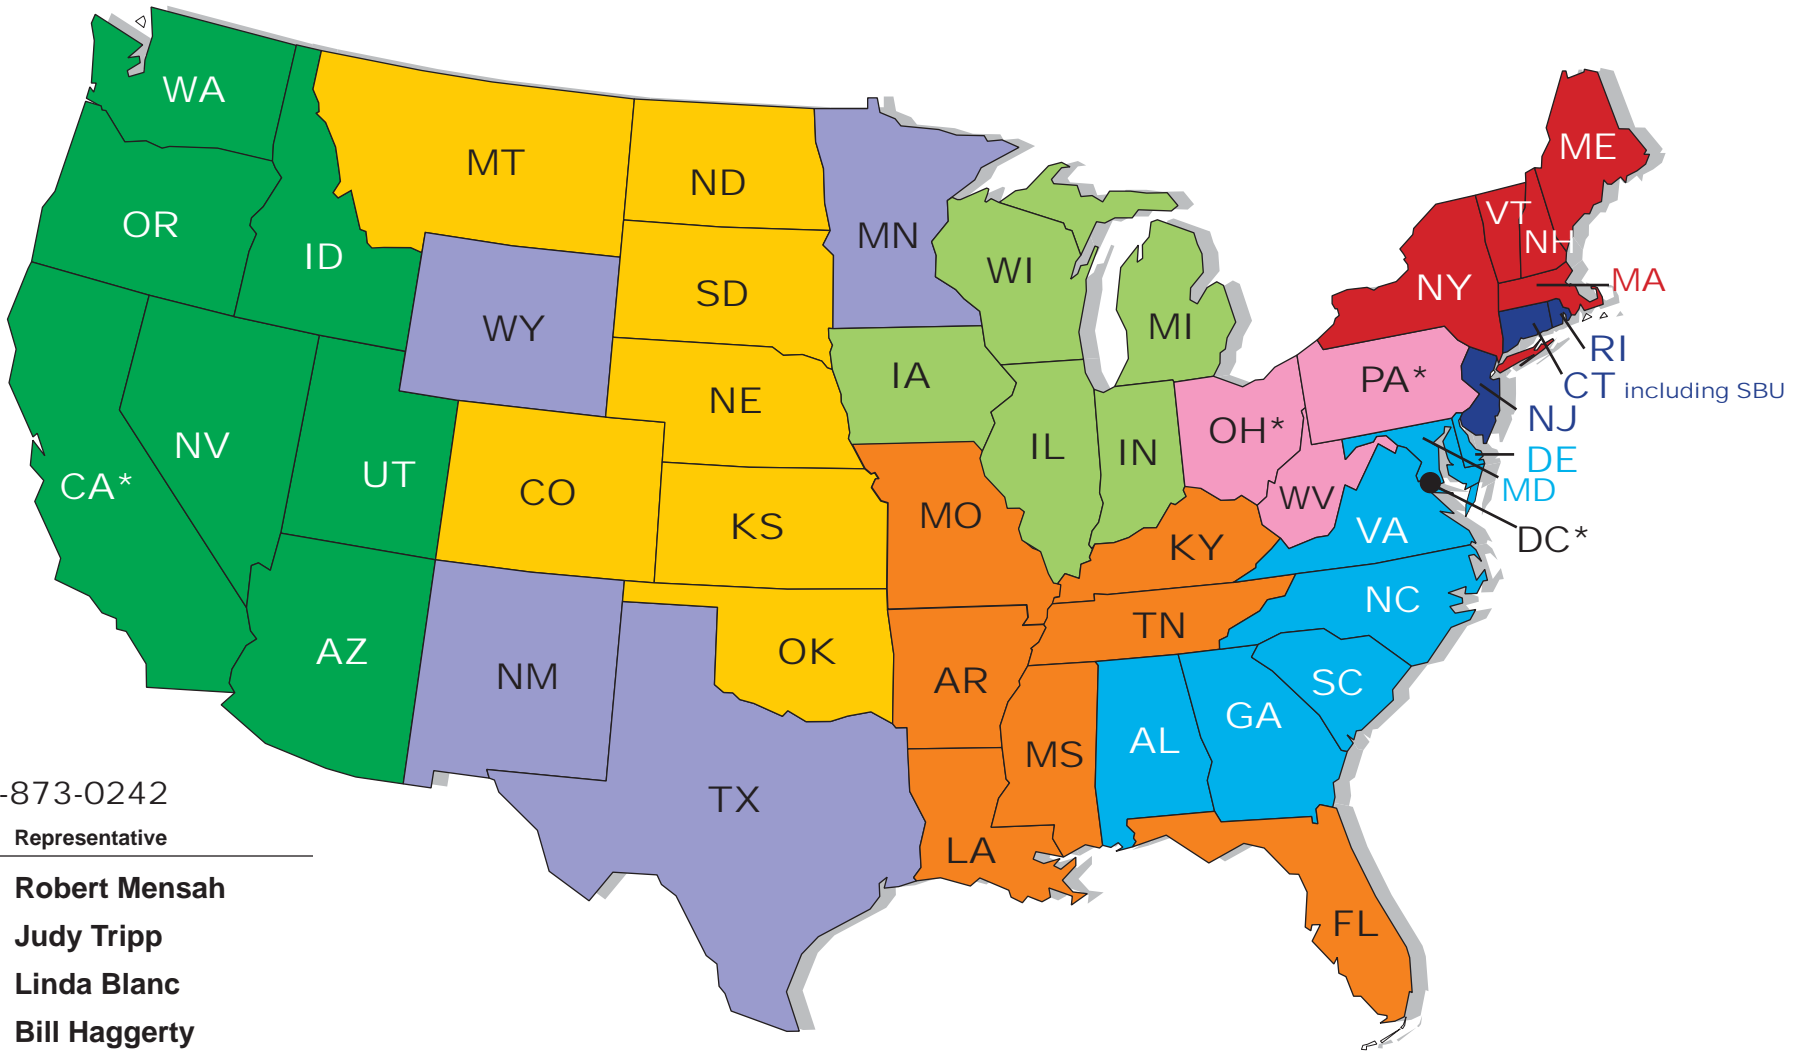 WA
MT
ND
OR
ID
MN
ME
VT
NH
WI
SD
NY
MA
WY
MI
RI
IA
PA*
CT including SBU
NE
NJ
OH*
NV
IL
IN
DE
CA*
UT
CO
MD
WV
MO
KS
VA
DC*
KY
NC
TN
AZ
OK
NM
AR
SC
GA
AL
MS
TX
-873-0242
Representative
LA
Robert Mensah
FL
Judy Tripp
Linda Blanc
Bill Haggerty